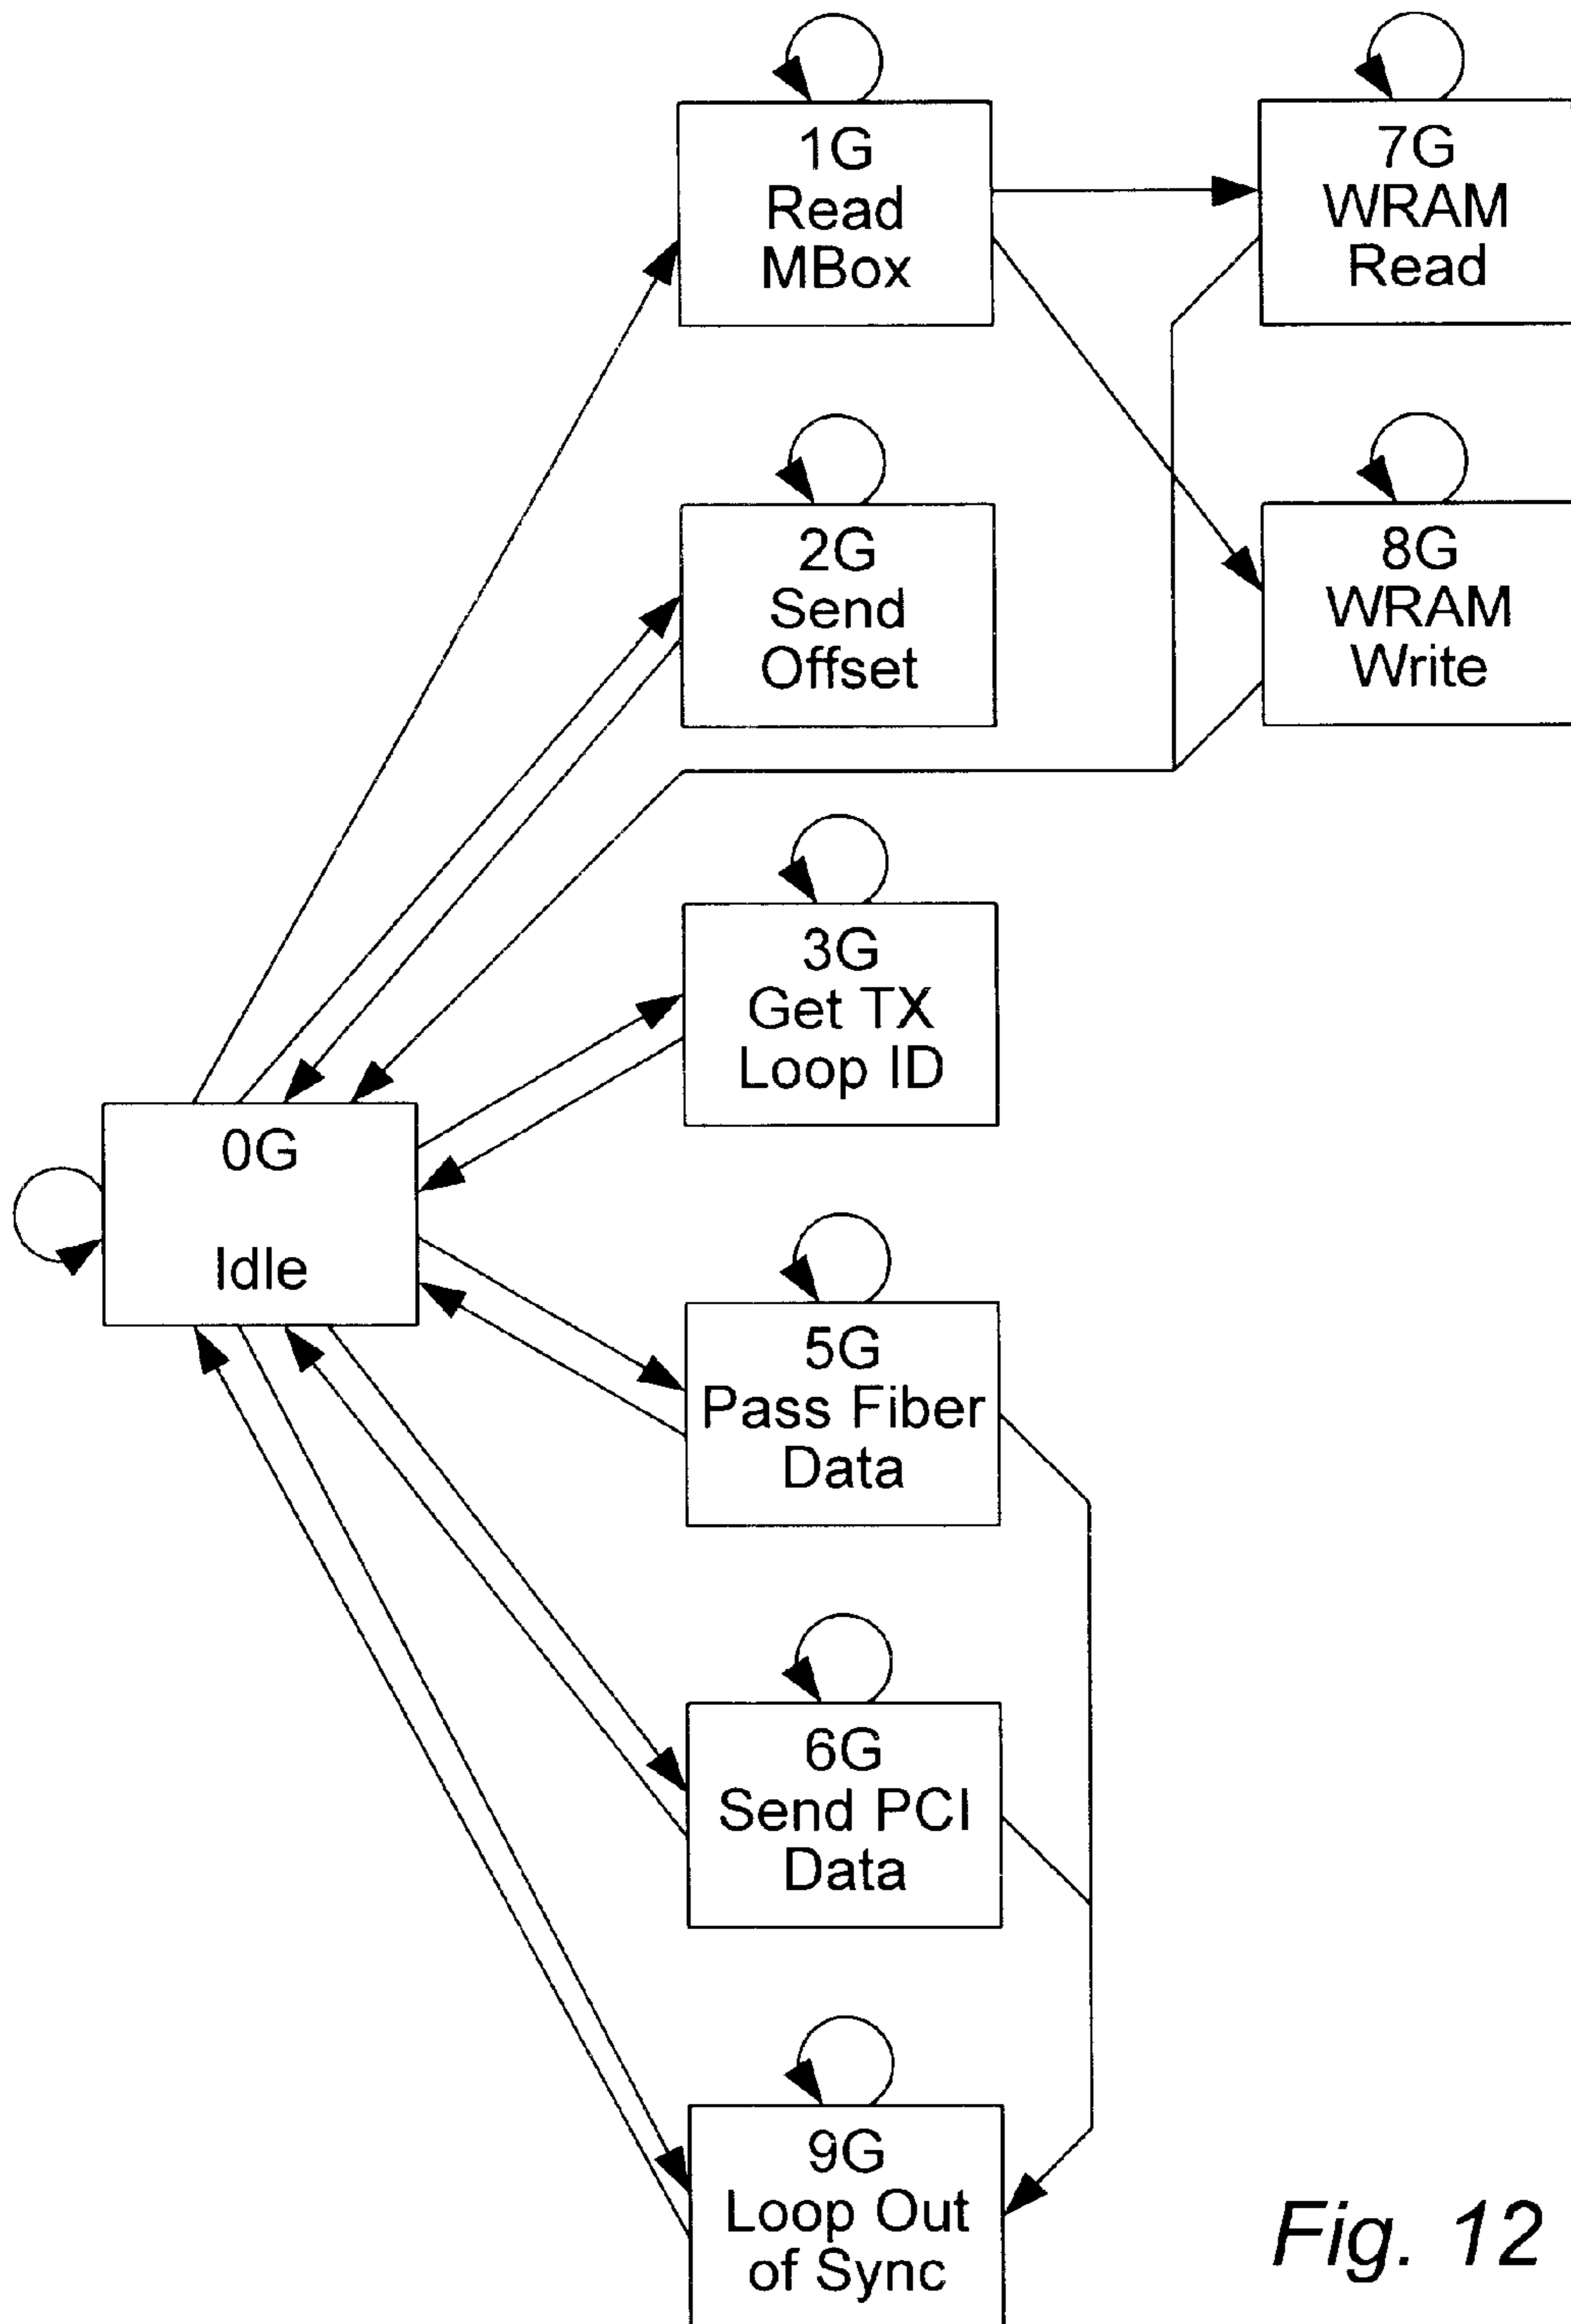 1G
Read
MBox
7G
WRAM
Read
2G
Send
Offset
8G
WRAM
Write
3G
Get TX
Loop ID
0G
Idle
5G
Pass Fiber
Data
6G
Send PCI
Data
9G
Loop Out
of Sync
Fig. 12